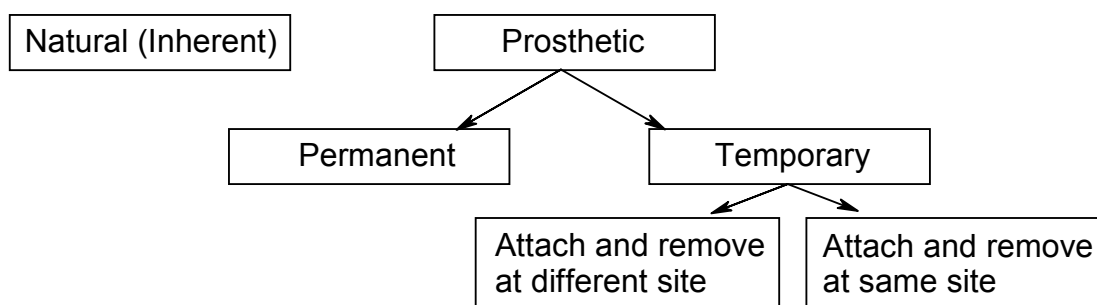 Natural (Inherent)
Prosthetic
Permanent
Temporary
Attach and remove
at different site
Attach and remove
at same site